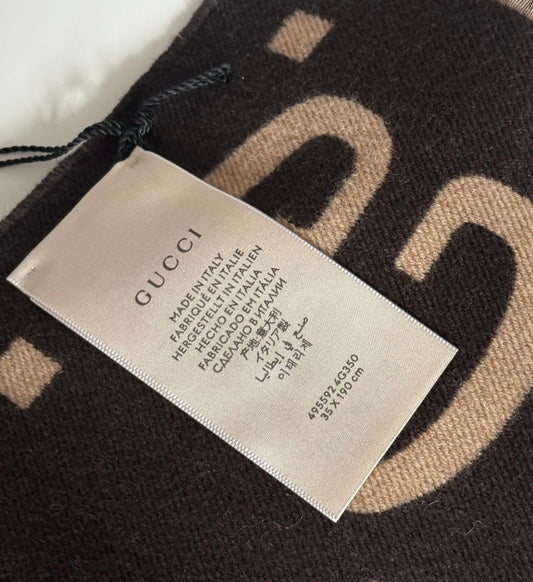 GUCCI
MADE IN ITALY
FABRIQUÉ EN ITALIE
HERGESTELLT IN ITALIEN
HECHO EN ITALIA
FABRICADO EM ITÁLIA
СДЕЛАНО В ИТАЛИИ
产地:意大利
イタリア製
صنع في إيطاليا
이태리제
495592 4G350
35 X 190 cm